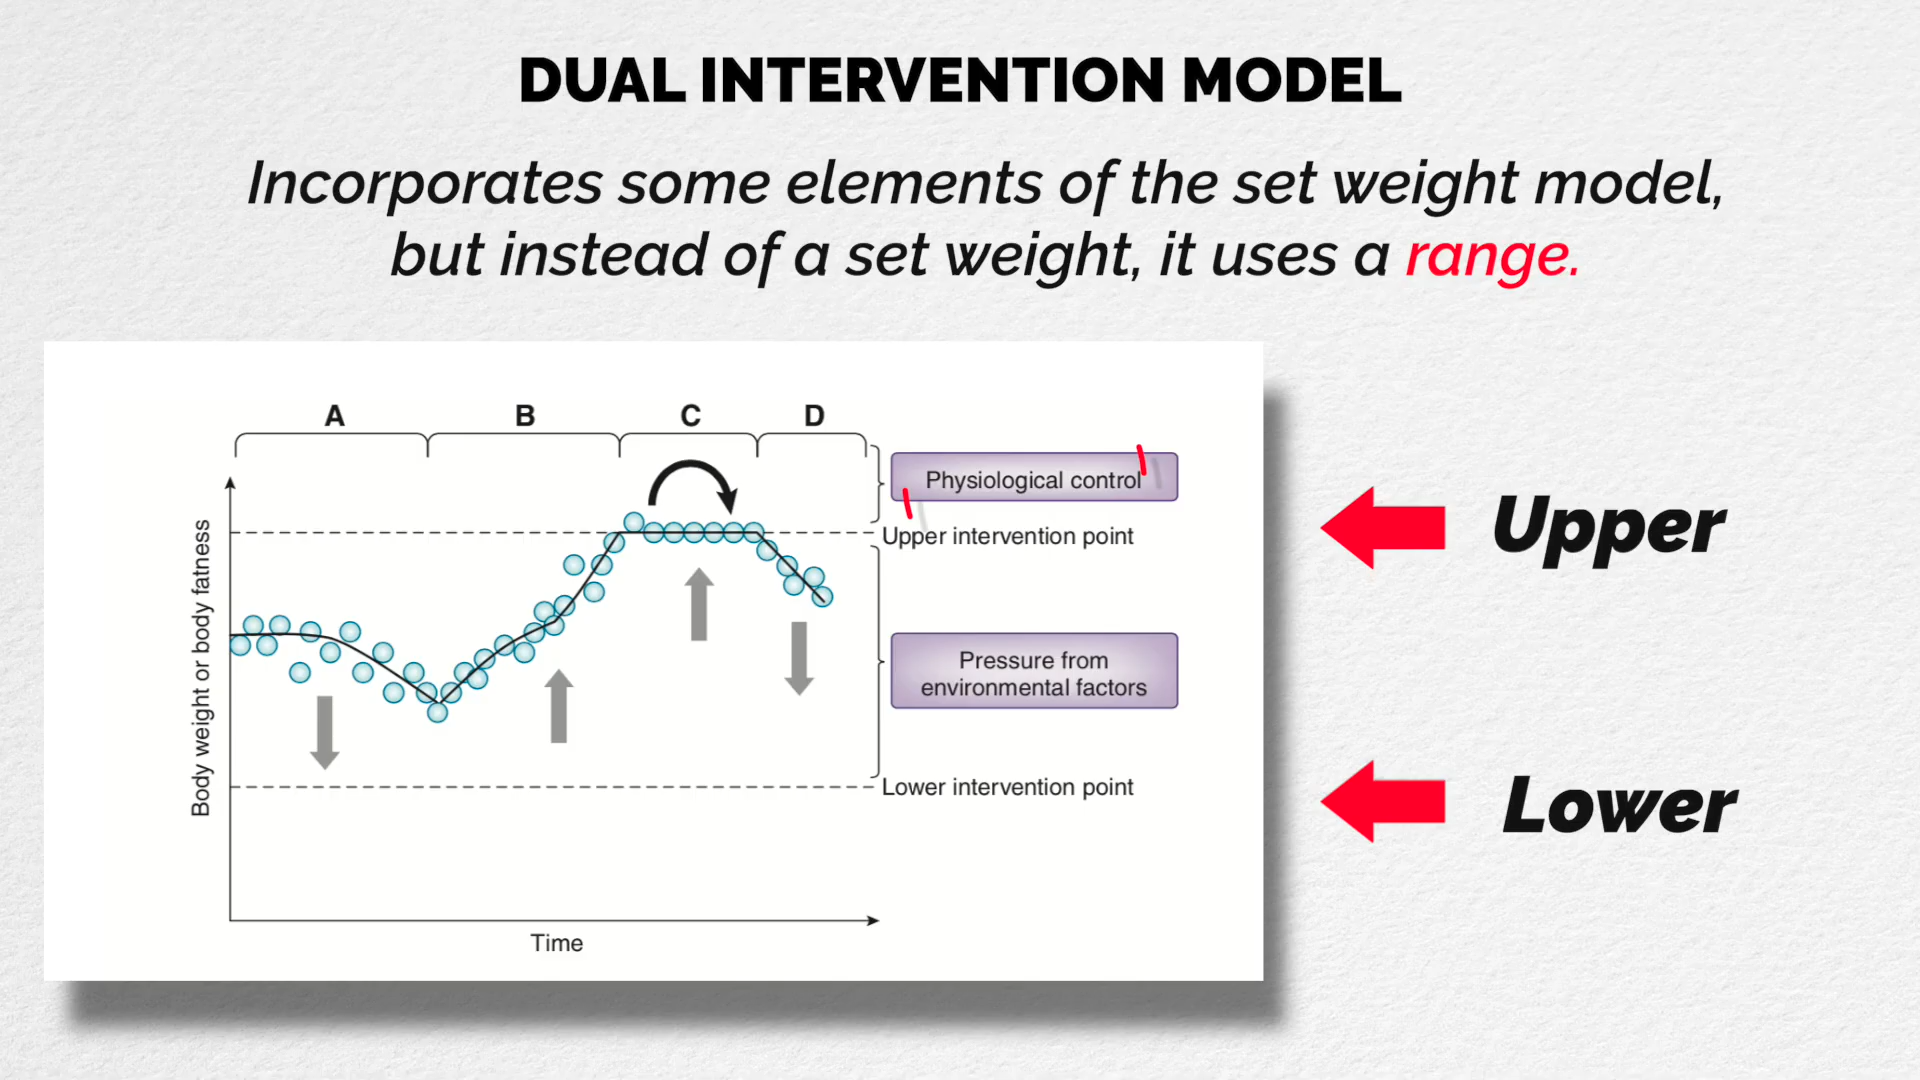 DUAL INTERVENTION MODEL
Incorporates some elements of the set weight model,
but instead of a set weight, it uses a range.
A
B
C
D
Physiological control
Upper intervention point
Upper
Body weight or body fatness
Pressure from
environmental factors
Lower intervention point
Lower
Time